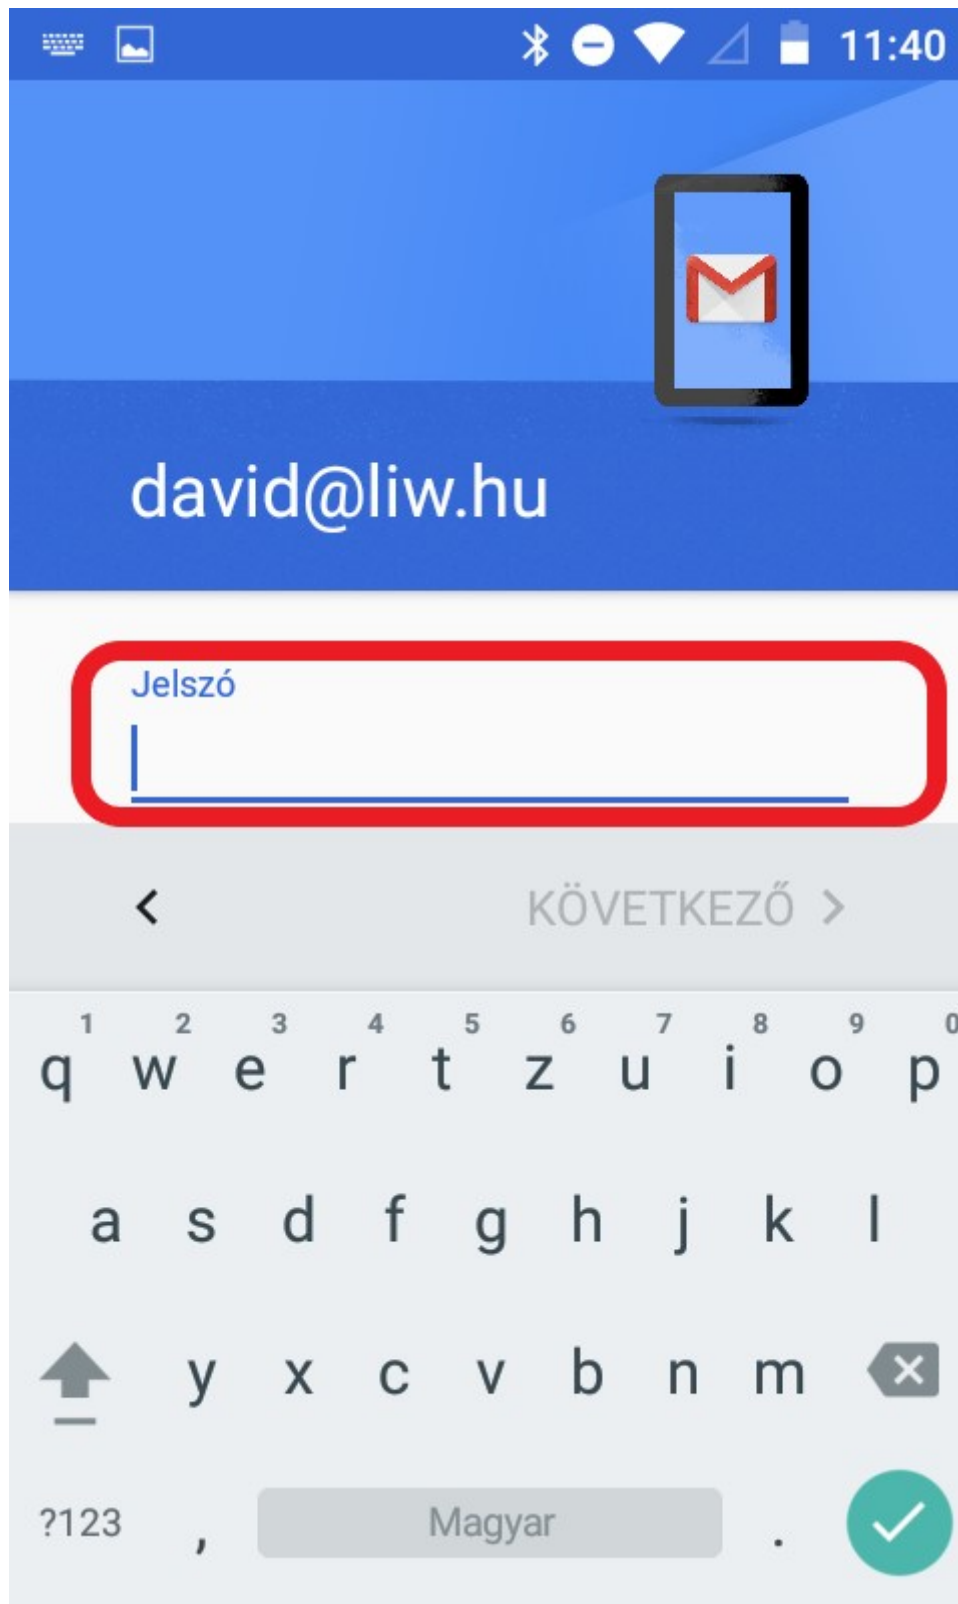 11:40
david@liw.hu
Jelszó
KÖVETKEZŐ
1 2 3 4 5 6 7 8 9 0
q w e r t z u i o p
a s d f g h j k l
y x c v b n m
?123 , Magyar .